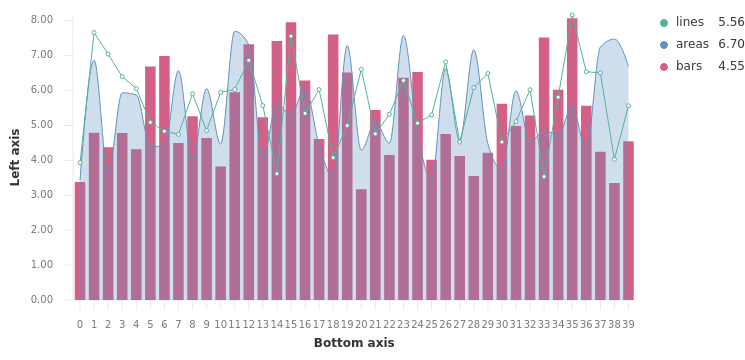 8.00
7.00
6.00
5.00
4.00
3.00
2.00
1.00
0.00
Left axis
0 1 2 3 4 5 6 7 8 9 10 11 12 13 14 15 16 17 18 19 20 21 22 23 24 25 26 27 28 29 30 31 32 33 34 35 36 37 38 39
Bottom axis
lines 5.56
areas 6.70
bars 4.55